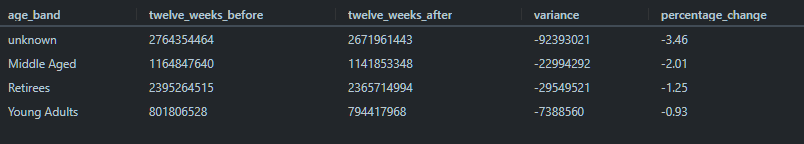 age_band twelve_weeks_before twelve_weeks_after variance percentage_change
unknown 2764354464 2671961443 -92393021 -3.46
Middle Aged 1164847640 1141853348 -22994292 -2.01
Retirees 2395264515 2365714994 -29549521 -1.25
Young Adults 801806528 794417968 -7388560 -0.93